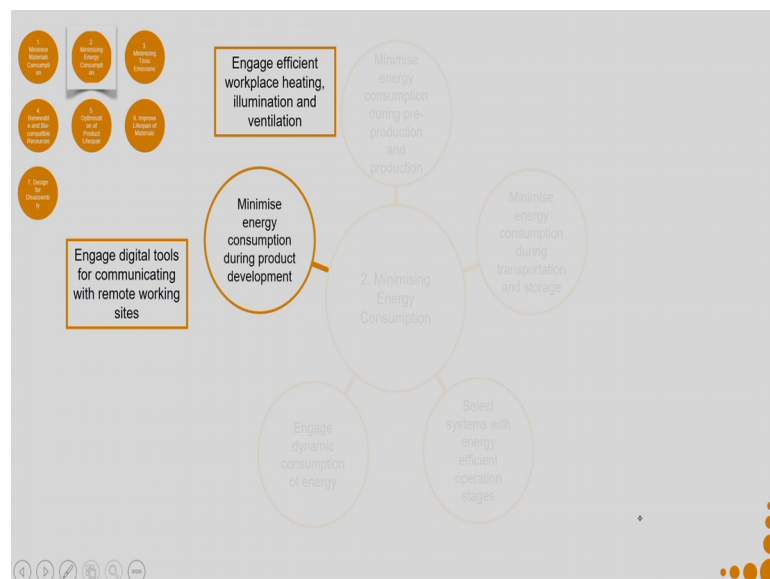 1.
Minimise
Materials
Consumpti
on
2.
Minimising
Energy
Consumpti
on
3.
Minimising
Toxic
Emissions
4.
Renewabl
e and Bio-
compatible
Resources
5.
Optimisati
on of
Product
Lifespan
6. Improve
Lifespan of
Materials
7. Design
for
Disassemb
ly
Engage efficient
workplace heating,
illumination and
ventilation
Minimise
energy
consumption
during pre-
production
and
production
Minimise
energy
consumption
during product
development
Minimise
energy
consumption
during
transportation
and storage
Engage digital tools
for communicating
with remote working
sites
2. Minimising
Energy
Consumption
Engage
dynamic
consumption
of energy
Select
systems with
energy
efficient
operation
stages